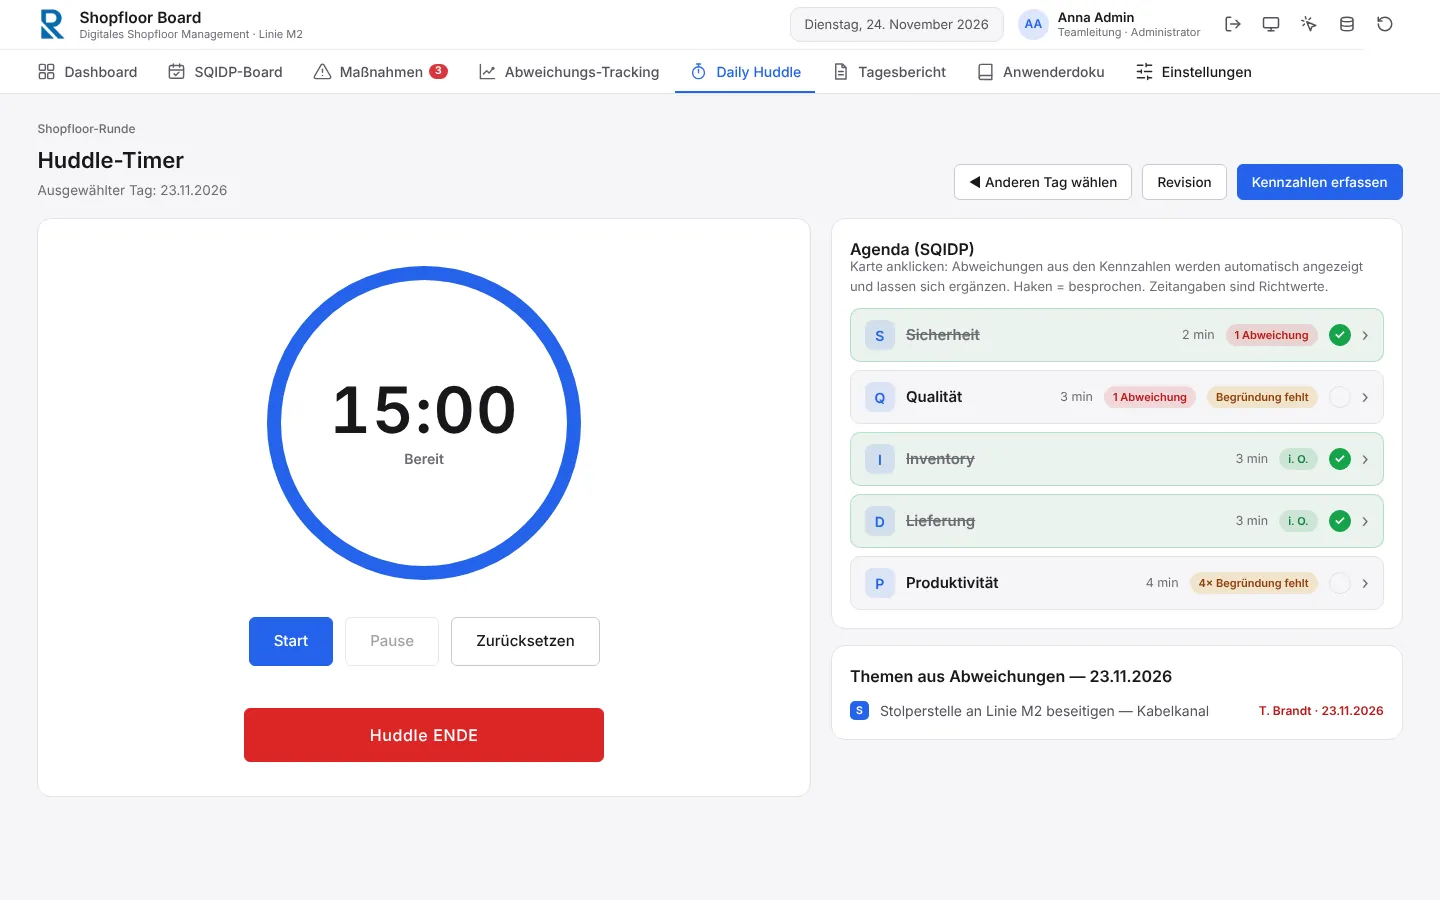 Shopfloor Board
Digitales Shopfloor Management · Linie M2
Dienstag, 24. November 2026
AA
Anna Admin
Teamleitung · Administrator
Dashboard
SQIDP-Board
Maßnahmen 3
Abweichungs-Tracking
Daily Huddle
Tagesbericht
Anwenderdoku
Einstellungen
Shopfloor-Runde
Huddle-Timer
Ausgewählter Tag: 23.11.2026
◀ Anderen Tag wählen
Revision
Kennzahlen erfassen
15:00
Bereit
Start
Pause
Zurücksetzen
Huddle ENDE
Agenda (SQIDP)
Karte anklicken: Abweichungen aus den Kennzahlen werden automatisch angezeigt
und lassen sich ergänzen. Haken = besprochen. Zeitangaben sind Richtwerte.
S Sicherheit 2 min 1 Abweichung ›
Q Qualität 3 min 1 Abweichung Begründung fehlt ›
I Inventory 3 min i. O. ›
D Lieferung 3 min i. O. ›
P Produktivität 4 min 4× Begründung fehlt ›
Themen aus Abweichungen — 23.11.2026
S Stolperstelle an Linie M2 beseitigen — Kabelkanal T. Brandt · 23.11.2026